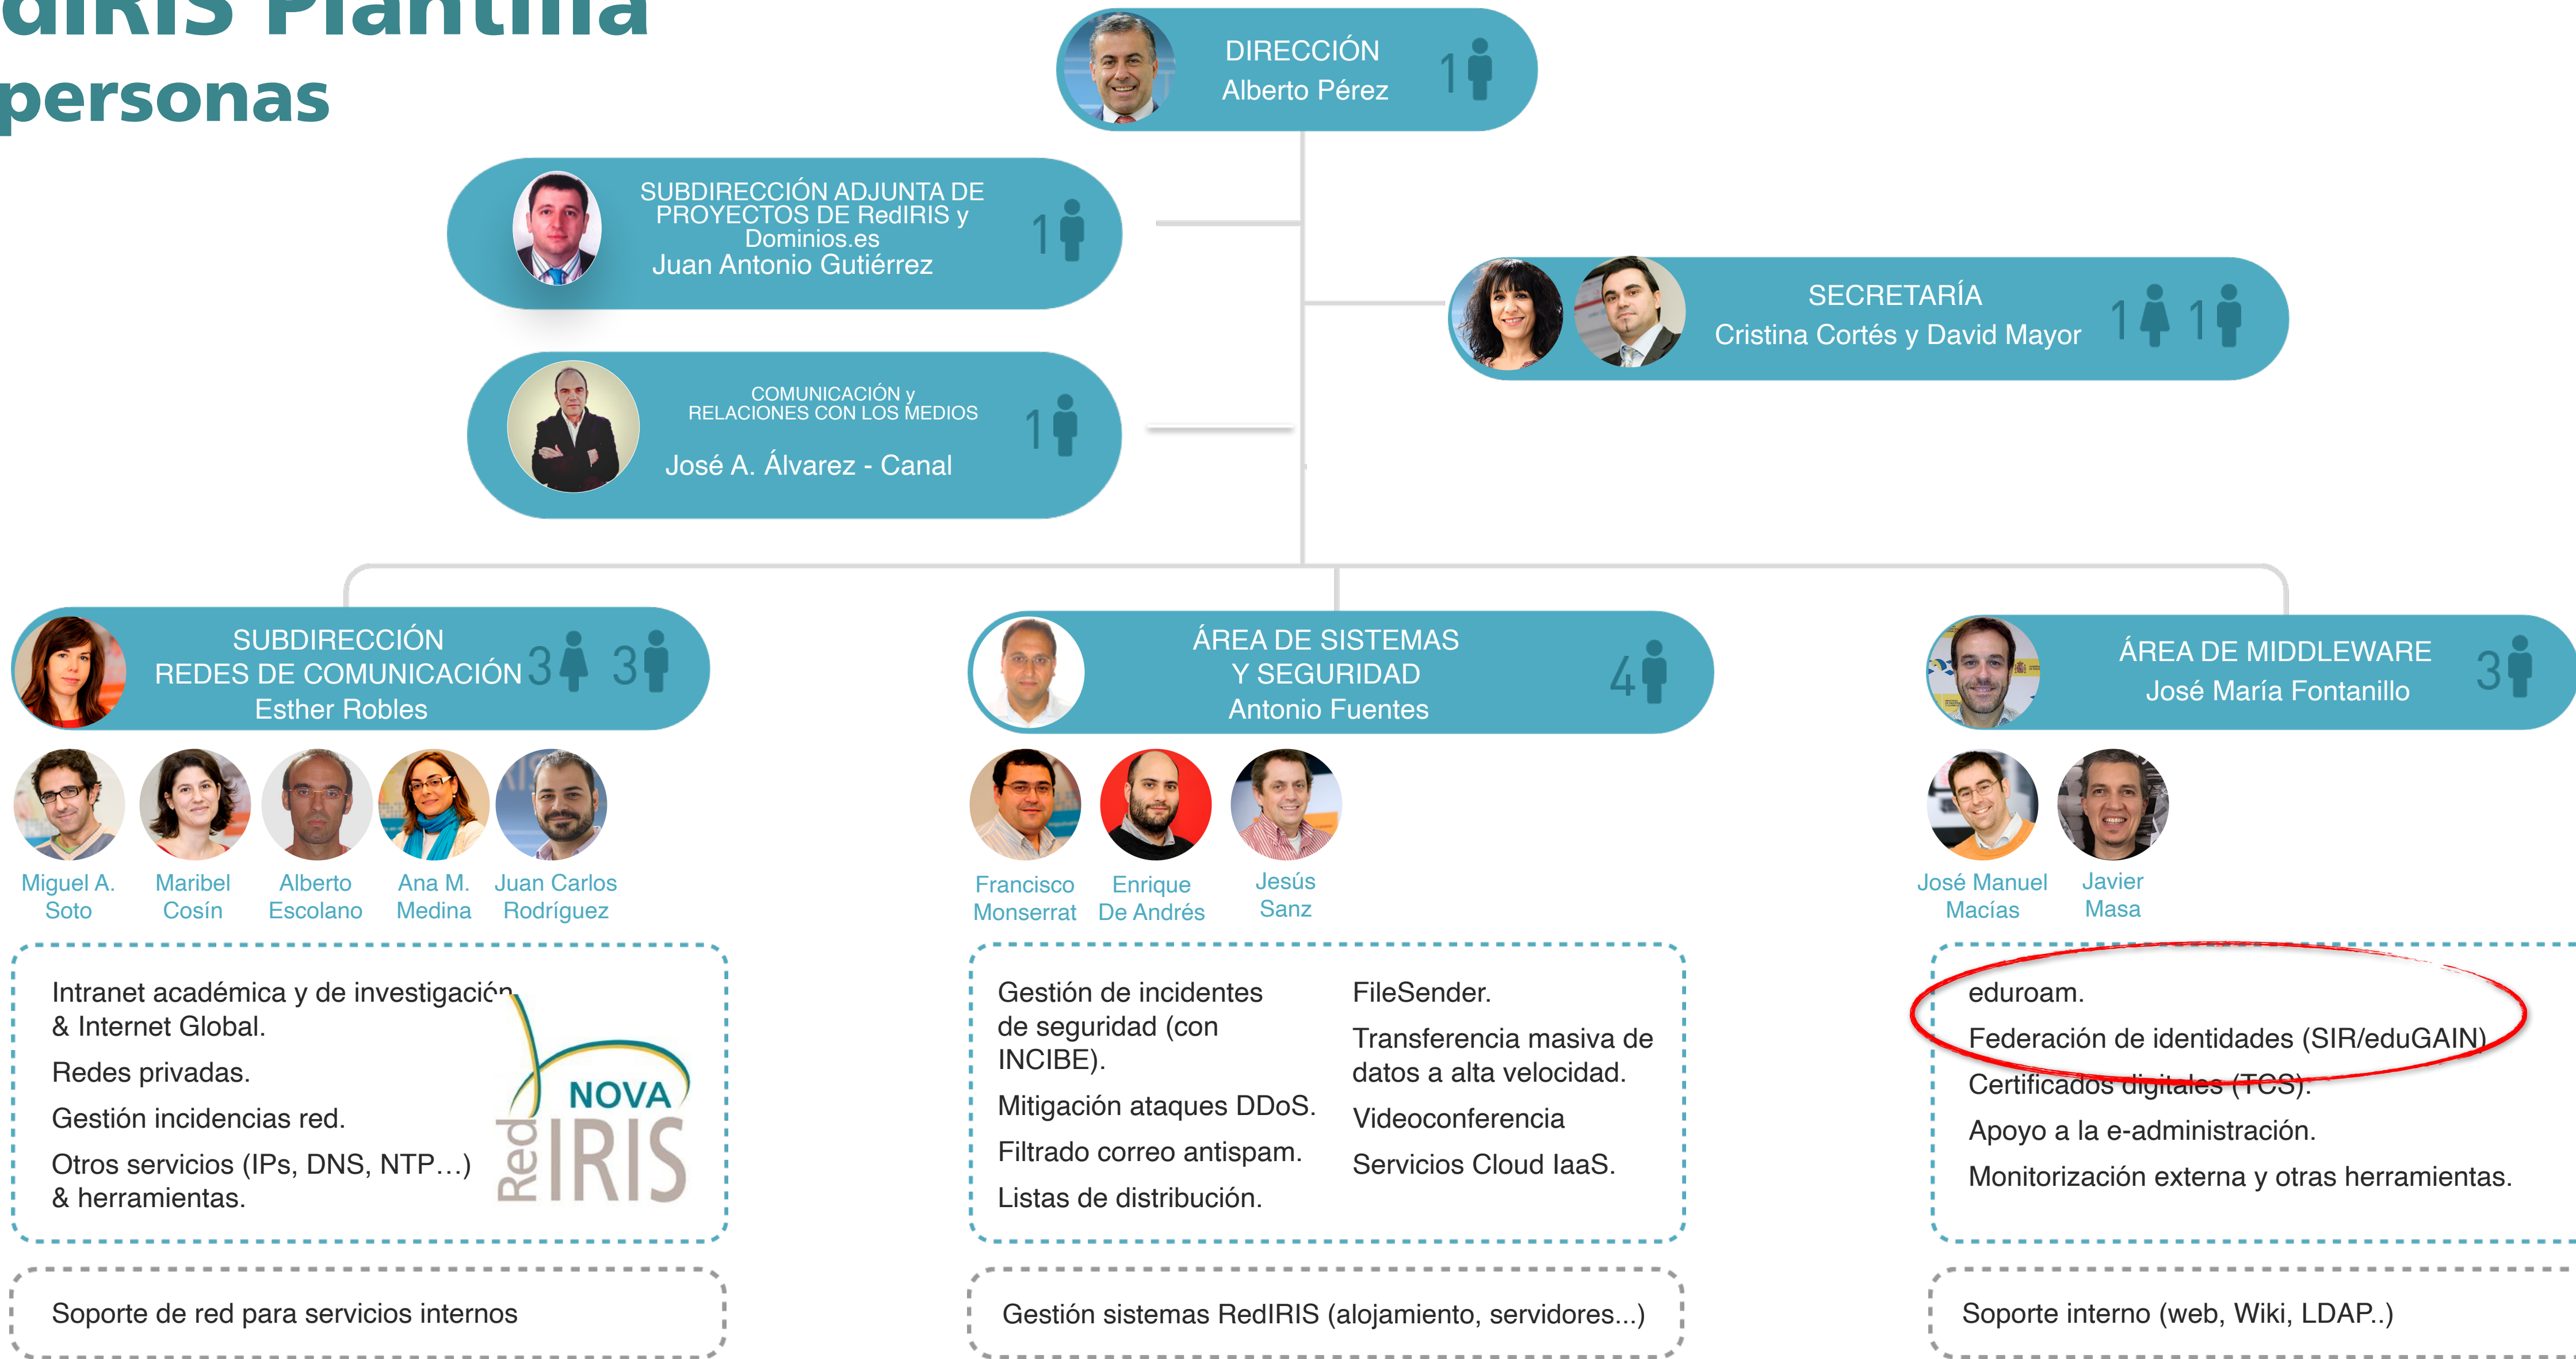 dIRIS Plantilla
personas
DIRECCIÓN
Alberto Pérez
1
SUBDIRECCIÓN ADJUNTA DE
PROYECTOS DE RedIRIS y
Dominios.es
Juan Antonio Gutiérrez
1
SECRETARÍA
Cristina Cortés y David Mayor
1 1
COMUNICACIÓN y
RELACIONES CON LOS MEDIOS
José A. Álvarez - Canal
1
SUBDIRECCIÓN
REDES DE COMUNICACIÓN
Esther Robles
3 3
Miguel A.
Soto
Maribel
Cosín
Alberto
Escolano
Ana M.
Medina
Juan Carlos
Rodríguez
Intranet académica y de investigación
& Internet Global.
Redes privadas.
Gestión incidencias red.
Otros servicios (IPs, DNS, NTP…)
& herramientas.
NOVA
RedIRIS
Soporte de red para servicios internos
ÁREA DE SISTEMAS
Y SEGURIDAD
Antonio Fuentes
4
Francisco
Monserrat
Enrique
De Andrés
Jesús
Sanz
Gestión de incidentes
de seguridad (con
INCIBE).
Mitigación ataques DDoS.
Filtrado correo antispam.
Listas de distribución.
FileSender.
Transferencia masiva de
datos a alta velocidad.
Videoconferencia
Servicios Cloud IaaS.
Gestión sistemas RedIRIS (alojamiento, servidores...)
ÁREA DE MIDDLEWARE
José María Fontanillo
3
José Manuel
Macías
Javier
Masa
eduroam.
Federación de identidades (SIR/eduGAIN)
Certificados digitales (TCS).
Apoyo a la e-administración.
Monitorización externa y otras herramientas.
Soporte interno (web, Wiki, LDAP..)